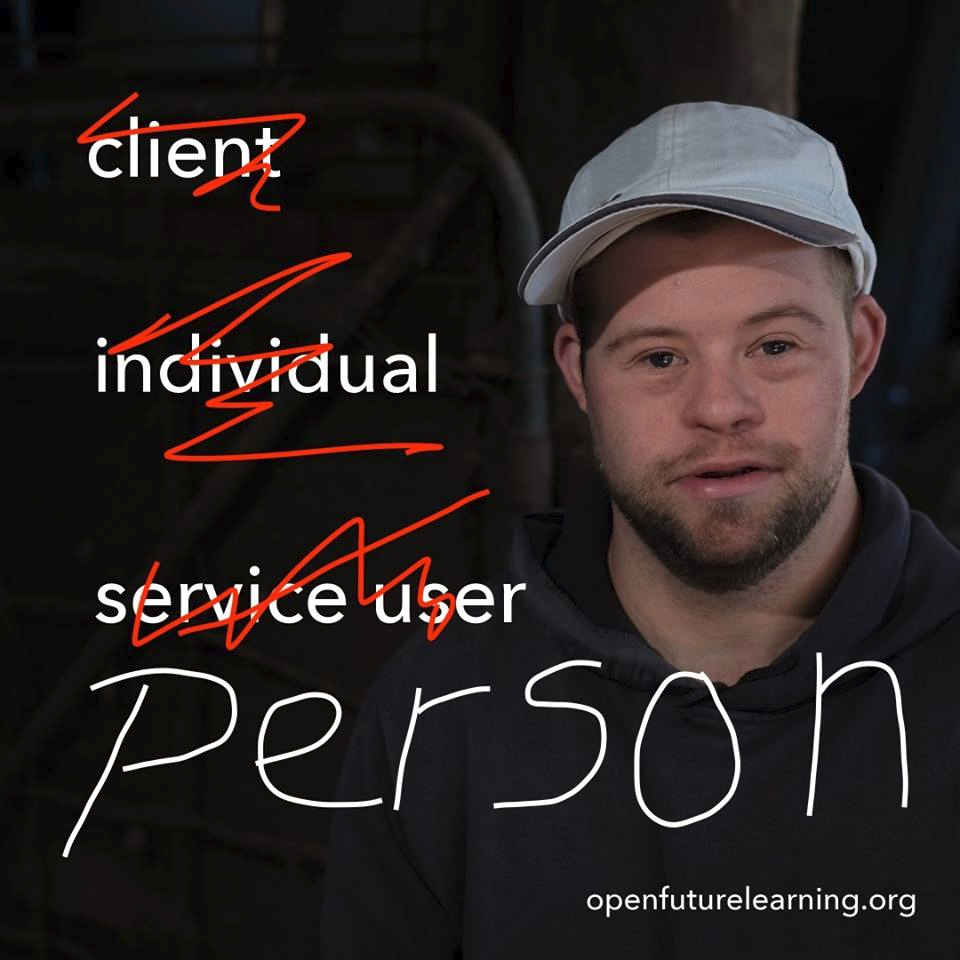 client
individual
service user
person
openfuturelearning.org